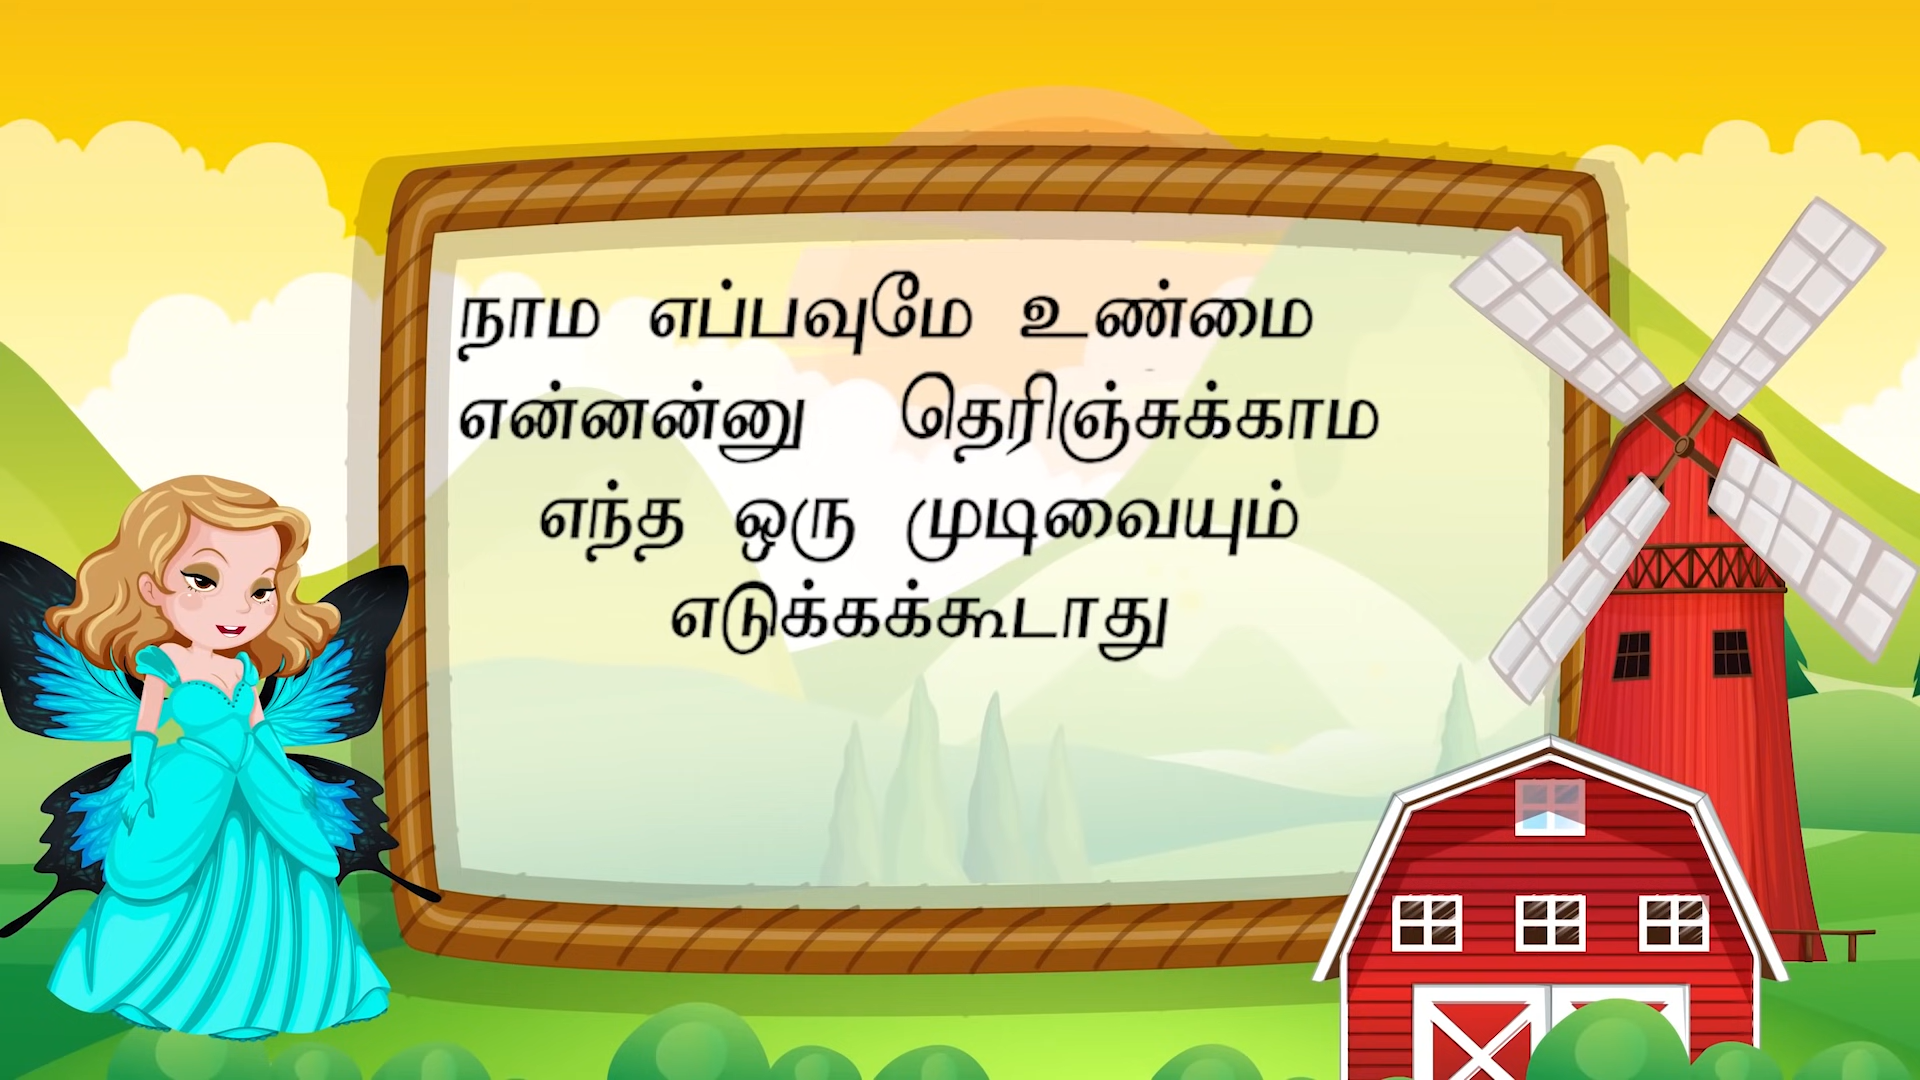 நாம எப்பவுமே உண்மை
என்னன்னு தெரிஞ்சுக்காம
எந்த ஒரு முடிவையும்
எடுக்கக்கூடாது